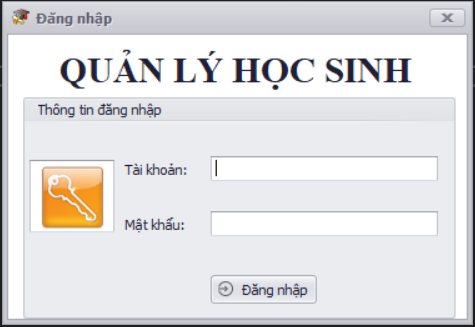 Đăng nhập
QUẢN LÝ HỌC SINH
Thông tin đăng nhập
Tài khoản:
Mật khẩu:
Đăng nhập